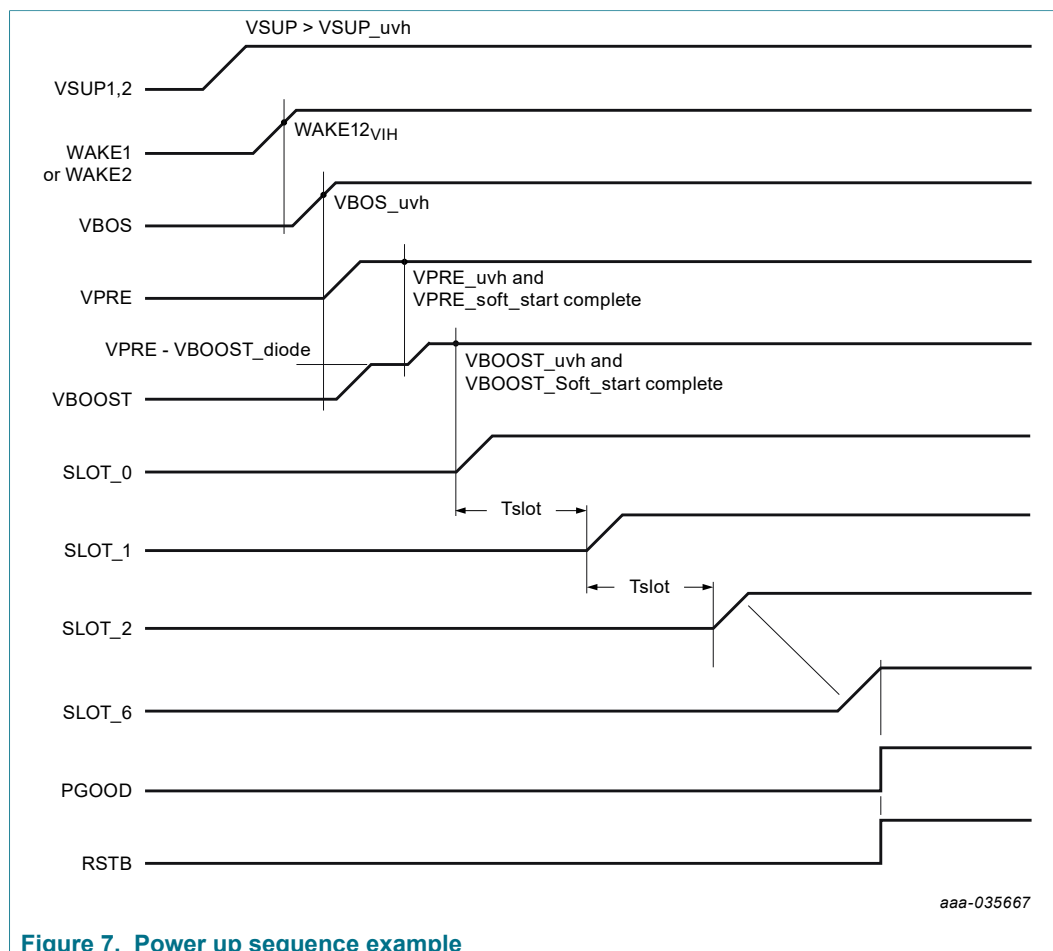 VSUP > VSUP_uvh
VSUP1,2
WAKE12VIH
WAKE1
or WAKE2
VBOS_uvh
VBOS
VPRE_uvh and
VPRE_soft_start complete
VPRE
VPRE - VBOOST_diode
VBOOST_uvh and
VBOOST_Soft_start complete
VBOOST
SLOT_0
Tslot
SLOT_1
Tslot
SLOT_2
SLOT_6
PGOOD
RSTB
aaa-035667
Figure 7. Power up sequence example